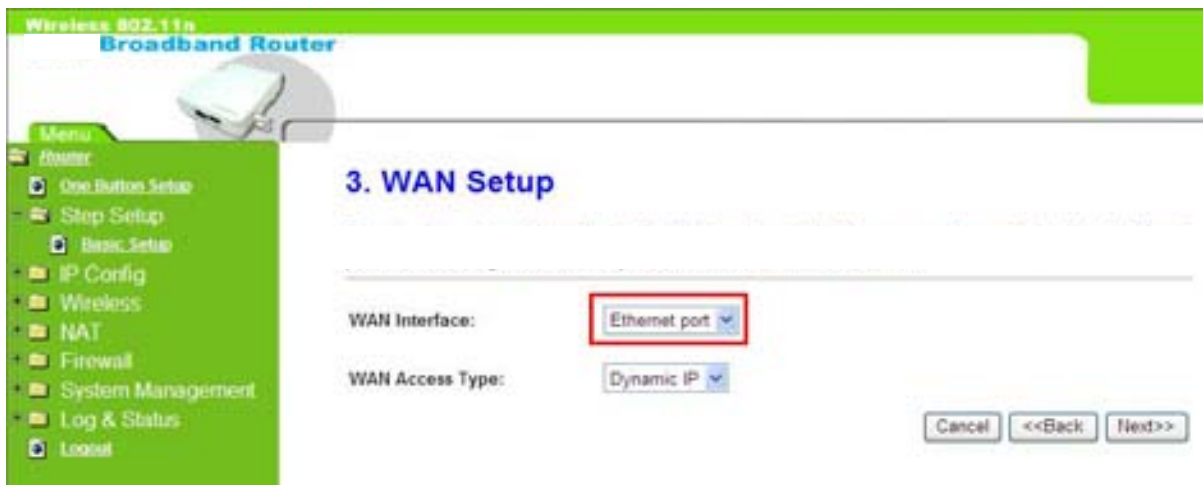 Wireless 802.11n
Broadband Router
Menu
Router
One Button Setup
Step Setup
Basic Setup
IP Config
Wireless
NAT
Firewall
System Management
Log & Status
Logout
3. WAN Setup
WAN Interface: Ethernet port
WAN Access Type: Dynamic IP
Cancel <<Back Next>>